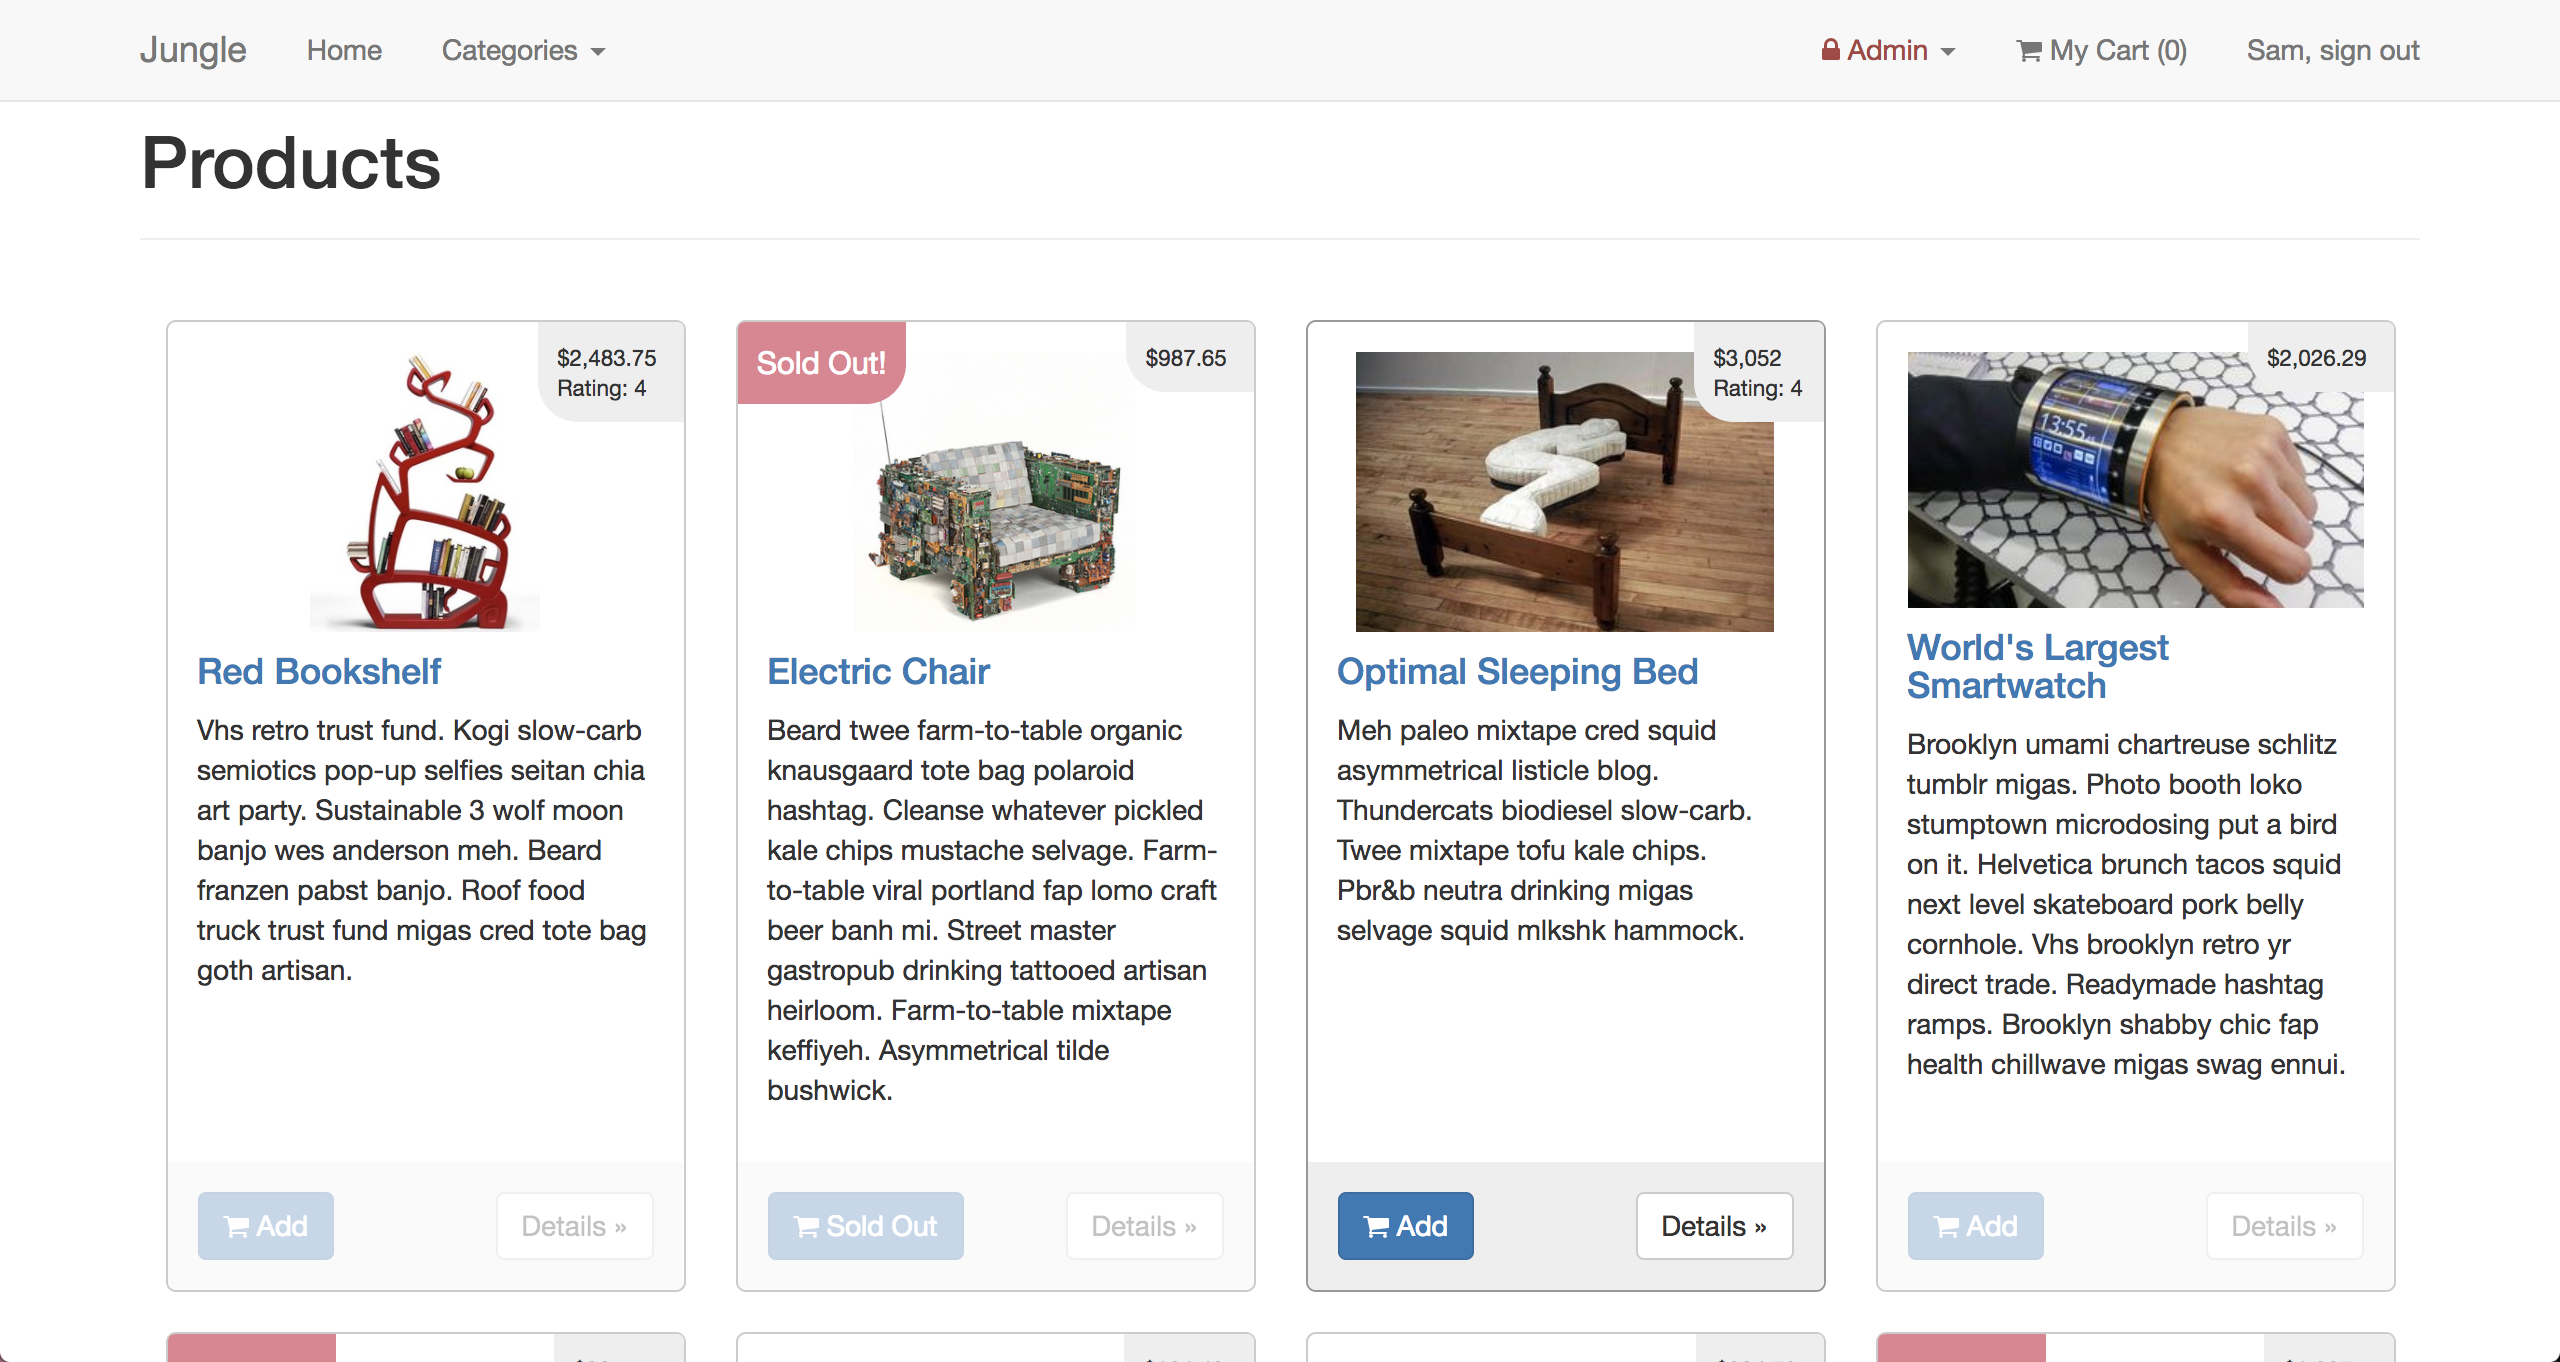 Jungle Home Categories Admin My Cart (0) Sam, sign out
Products
$2,483.75
Rating: 4
Red Bookshelf
Vhs retro trust fund. Kogi slow-carb
semiotics pop-up selfies seitan chia
art party. Sustainable 3 wolf moon
banjo wes anderson meh. Beard
franzen pabst banjo. Roof food
truck trust fund migas cred tote bag
goth artisan.
Add Details »
Sold Out! $987.65
Electric Chair
Beard twee farm-to-table organic
knausgaard tote bag polaroid
hashtag. Cleanse whatever pickled
kale chips mustache selvage. Farm-
to-table viral portland fap lomo craft
beer banh mi. Street master
gastropub drinking tattooed artisan
heirloom. Farm-to-table mixtape
keffiyeh. Asymmetrical tilde
bushwick.
Sold Out Details »
$3,052
Rating: 4
Optimal Sleeping Bed
Meh paleo mixtape cred squid
asymmetrical listicle blog.
Thundercats biodiesel slow-carb.
Twee mixtape tofu kale chips.
Pbr&b neutra drinking migas
selvage squid mlkshk hammock.
Add Details »
$2,026.29
13:55
World's Largest
Smartwatch
Brooklyn umami chartreuse schlitz
tumblr migas. Photo booth loko
stumptown microdosing put a bird
on it. Helvetica brunch tacos squid
next level skateboard pork belly
cornhole. Vhs brooklyn retro yr
direct trade. Readymade hashtag
ramps. Brooklyn shabby chic fap
health chillwave migas swag ennui.
Add Details »